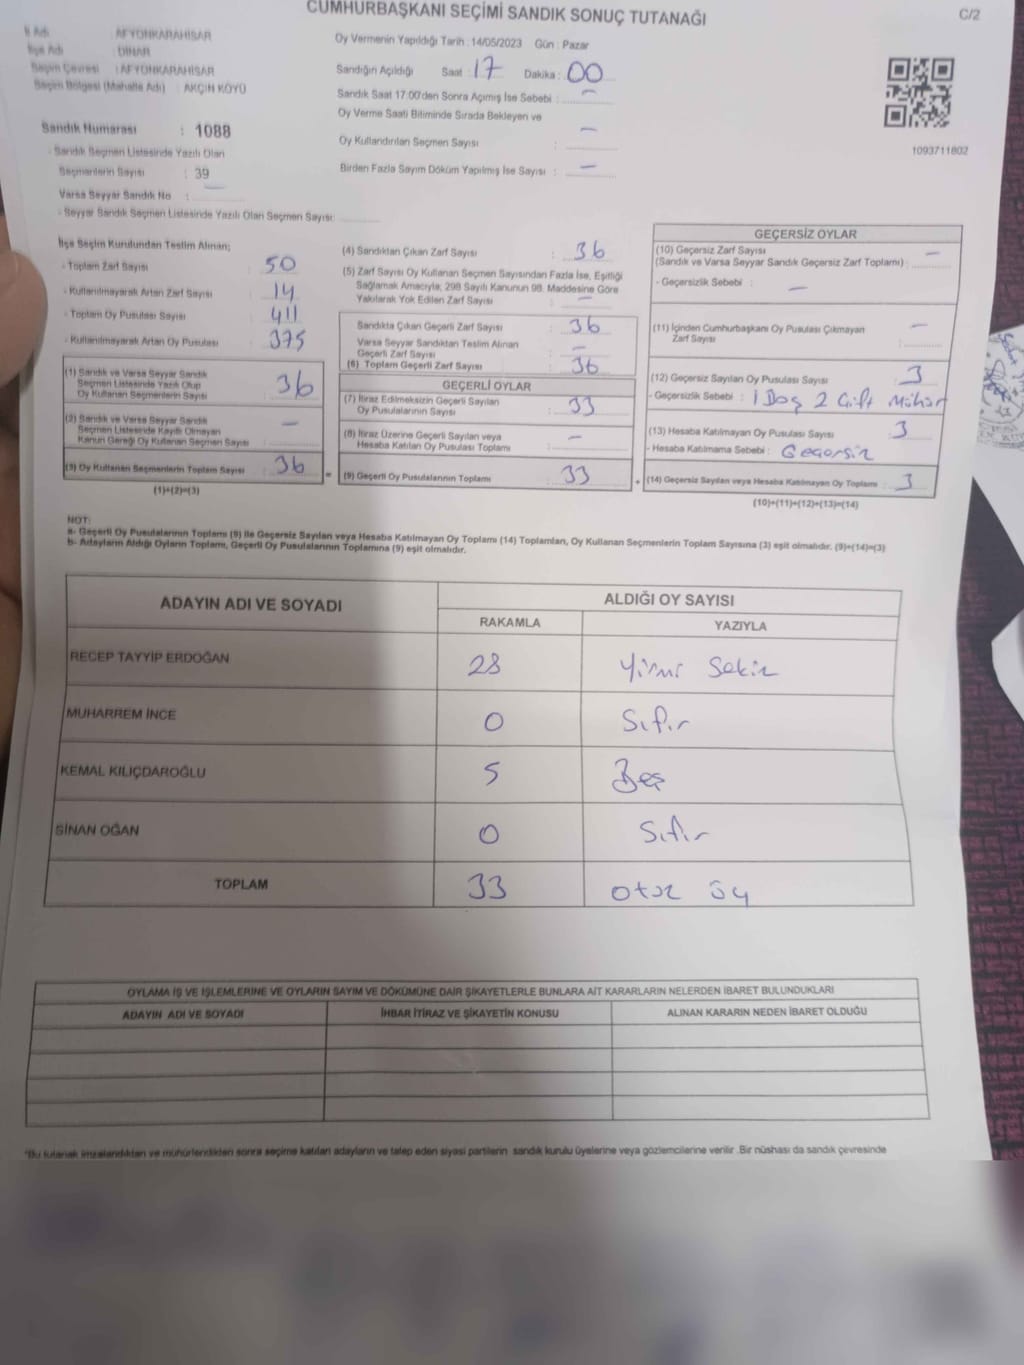 CUMHURBAŞKANI SEÇİMİ SANDIK SONUÇ TUTANAĞI
C/2
İl Adı : AFYONKARAHİSAR
İlçe Adı : DİNAR
Seçim Çevresi : AFYONKARAHİSAR
Seçim Bölgesi (Mahalle Adı) : AKÇİN KÖYÜ
Sandık Numarası : 1088
- Sandık Seçmen Listesinde Yazılı Olan
Seçmenlerin Sayısı : 39
Varsa Seyyar Sandık No : —
- Seyyar Sandık Seçmen Listesinde Yazılı Olan Seçmen Sayısı:
Oy Vermenin Yapıldığı Tarih : 14/05/2023 Gün : Pazar
Sandığın Açıldığı Saat : 17 Dakika : 00
Sandık Saat 17:00'den Sonra Açımış İse Sebebi : —
Oy Verme Saati Bitiminde Sırada Bekleyen ve
Oy Kullandırılan Seçmen Sayısı : —
Birden Fazla Sayım Döküm Yapılmış İse Sayısı : —
1093711802
İlçe Seçim Kurulundan Teslim Alınan;
- Toplam Zarf Sayısı : 50
- Kullanılmayarak Artan Zarf Sayısı : 14
- Toplam Oy Pusulası Sayısı : 411
- Kullanılmayarak Artan Oy Pusulası : 375
(1) Sandık ve Varsa Seyyar Sandık
Seçmen Listesinde Yazılı Olup
Oy Kullanan Seçmenlerin Sayısı : 36
(2) Sandık ve Varsa Seyyar Sandık
Seçmen Listesinde Kayıtlı Olmayan
Kanun Gereği Oy Kullanan Seçmen Sayısı : —
(3) Oy Kullanan Seçmenlerin Toplam Sayısı : 36
(1)+(2)=(3)
(4) Sandıktan Çıkan Zarf Sayısı : 36
(5) Zarf Sayısı Oy Kullanan Seçmen Sayısından Fazla İse, Eşitliği
Sağlamak Amacıyla; 298 Sayılı Kanunun 98. Maddesine Göre
Yakılarak Yok Edilen Zarf Sayısı : —
Sandıkta Çıkan Geçerli Zarf Sayısı : 36
Varsa Seyyar Sandıktan Teslim Alınan
Geçerli Zarf Sayısı : —
(6) Toplam Geçerli Zarf Sayısı : 36
GEÇERLİ OYLAR
(7) İtiraz Edilmeksizin Geçerli Sayılan
Oy Pusulalarının Sayısı : 33
(8) İtiraz Üzerine Geçerli Sayılan veya
Hesaba Katılan Oy Pusulaları Toplamı : —
= (9) Geçerli Oy Pusulalarının Toplamı : 33
GEÇERSİZ OYLAR
(10) Geçersiz Zarf Sayısı
(Sandık ve Varsa Seyyar Sandık Geçersiz Zarf Toplamı) : —
- Geçersizlik Sebebi : —
(11) İçinden Cumhurbaşkanı Oy Pusulası Çıkmayan
Zarf Sayısı : —
(12) Geçersiz Sayılan Oy Pusulası Sayısı : 3
- Geçersizlik Sebebi : 1 Boş 2 Çift Mühür
(13) Hesaba Katılmayan Oy Pusulası Sayısı : 3
- Hesaba Katılmama Sebebi : Geçersiz
+ (14) Geçersiz Sayılan veya Hesaba Katılmayan Oy Toplamı : 3
(10)+(11)+(12)+(13)=(14)
NOT:
a- Geçerli Oy Pusulalarının Toplamı (9) ile Geçersiz Sayılan veya Hesaba Katılmayan Oy Toplamı (14) Toplamları, Oy Kullanan Seçmenlerin Toplam Sayısına (3) eşit olmalıdır. (9)+(14)=(3)
b- Adayların Aldığı Oyların Toplamı, Geçerli Oy Pusulalarının Toplamına (9) eşit olmalıdır.
ADAYIN ADI VE SOYADI
ALDIĞI OY SAYISI
RAKAMLA YAZIYLA
RECEP TAYYİP ERDOĞAN 28 Yirmi Sekiz
MUHARREM İNCE 0 Sıfır
KEMAL KILIÇDAROĞLU 5 Beş
SİNAN OĞAN 0 Sıfır
TOPLAM 33 otuz üç
OYLAMA İŞ VE İŞLEMLERİNE VE OYLARIN SAYIM VE DÖKÜMÜNE DAİR ŞİKAYETLERLE BUNLARA AİT KARARLARIN NELERDEN İBARET BULUNDUKLARI
ADAYIN ADI VE SOYADI İHBAR İTİRAZ VE ŞİKAYETİN KONUSU ALINAN KARARIN NEDEN İBARET OLDUĞU
*Bu tutanak imzalandıktan ve mühürlendikten sonra seçime katılan adayların ve talep eden siyasi partilerin sandık kurulu üyelerine veya gözlemcilerine verilir. Bir nüshası da sandık çevresinde